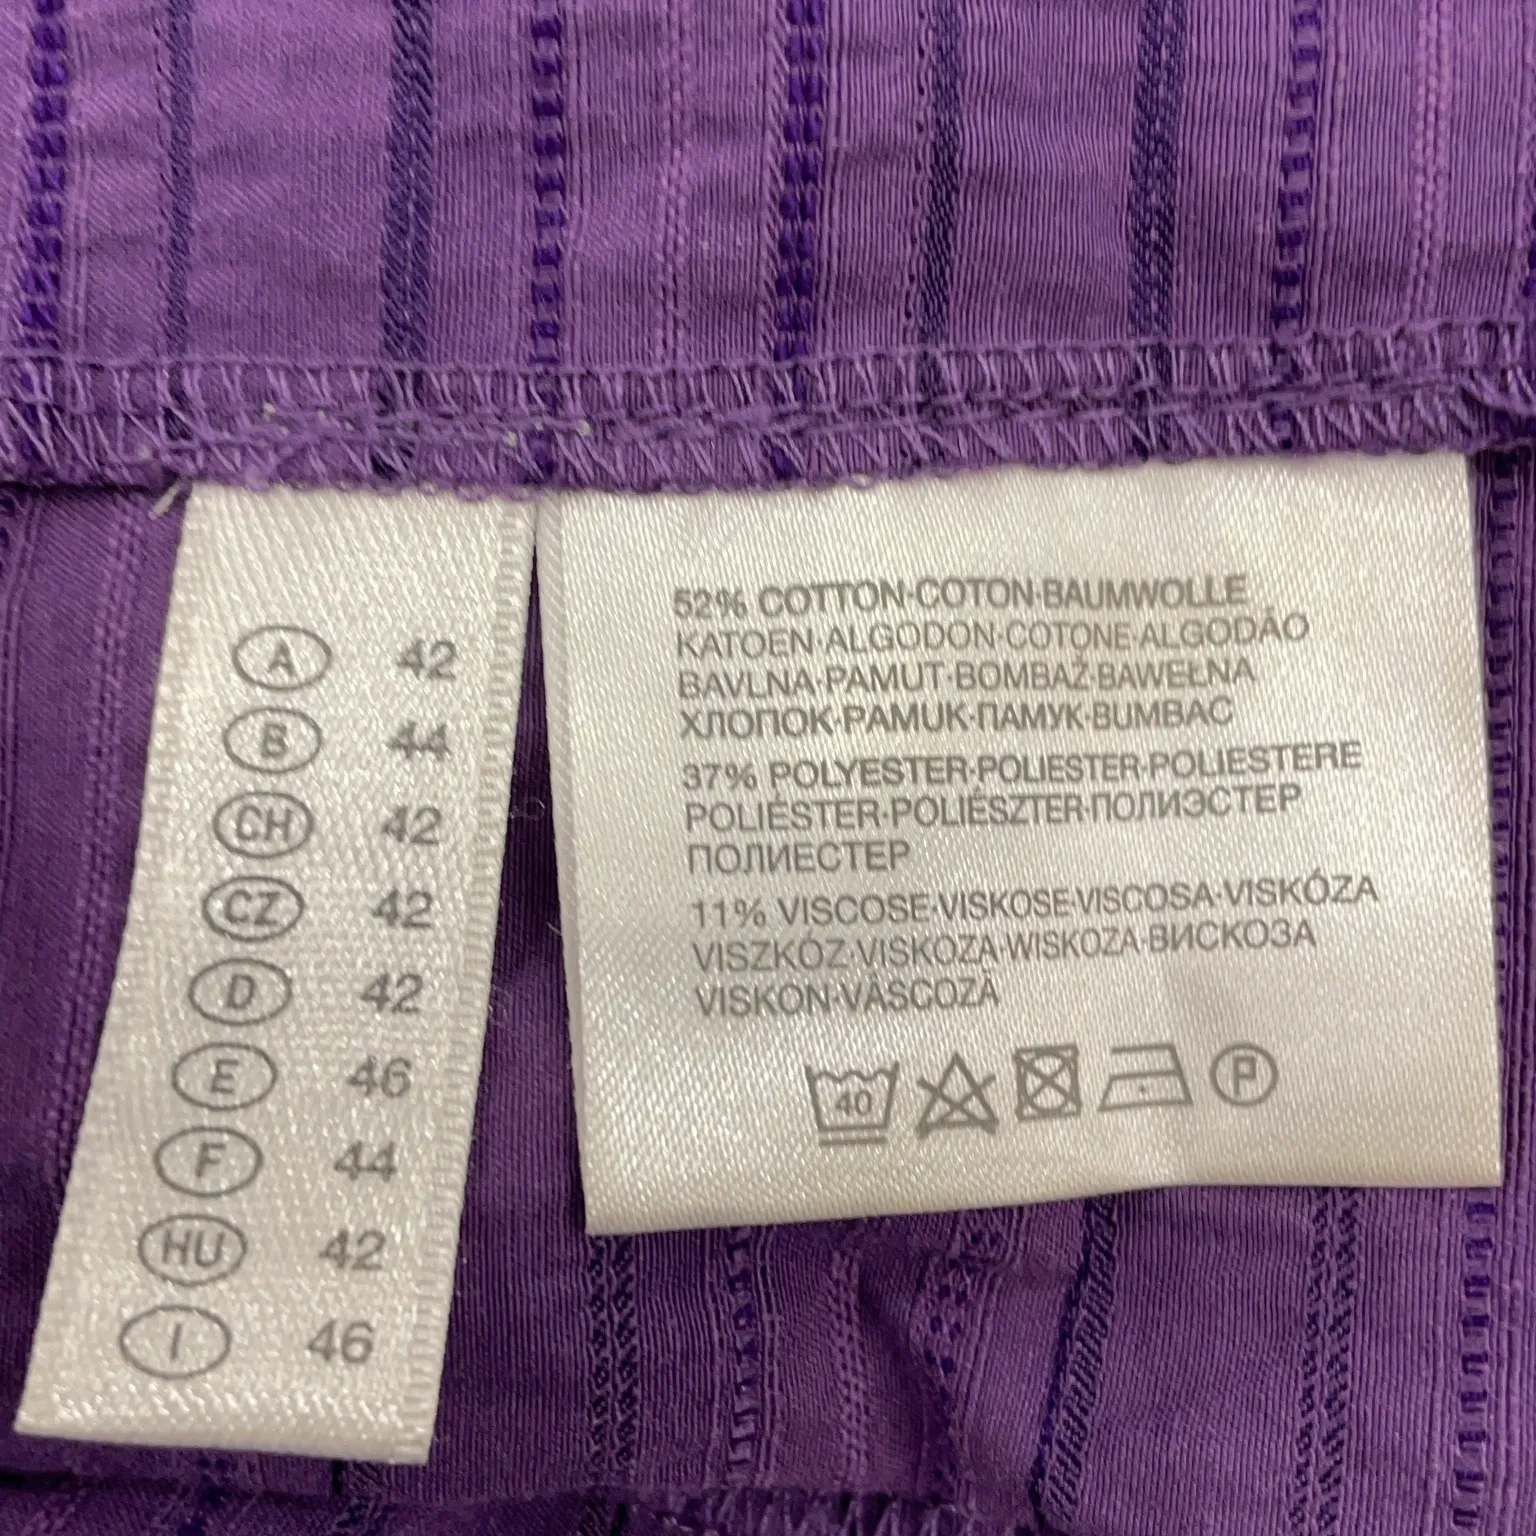 A 42
B 44
CH 42
CZ 42
D 42
E 46
F 44
HU 42
I 46
52% COTTON·COTON·BAUMWOLLE
KATOEN·ALGODON·COTONE·ALGODÃO
BAVLNA·PAMUT·BOMBAŽ·BAWEŁNA
ХЛОПОК·PAMUK·ПАМУК·BUMBAC
37% POLYESTER·POLIESTER·POLIESTERE
POLIÉSTER·POLIÉSZTER·ПОЛИЭСТЕР
ПОЛИЕСТЕР
11% VISCOSE·VISKOSE·VISCOSA·VISKÓZA
VISZKÓZ·VISKOZA·WISKOZA·ВИСКОЗА
VISKON·VÂSCOZĂ
40 P